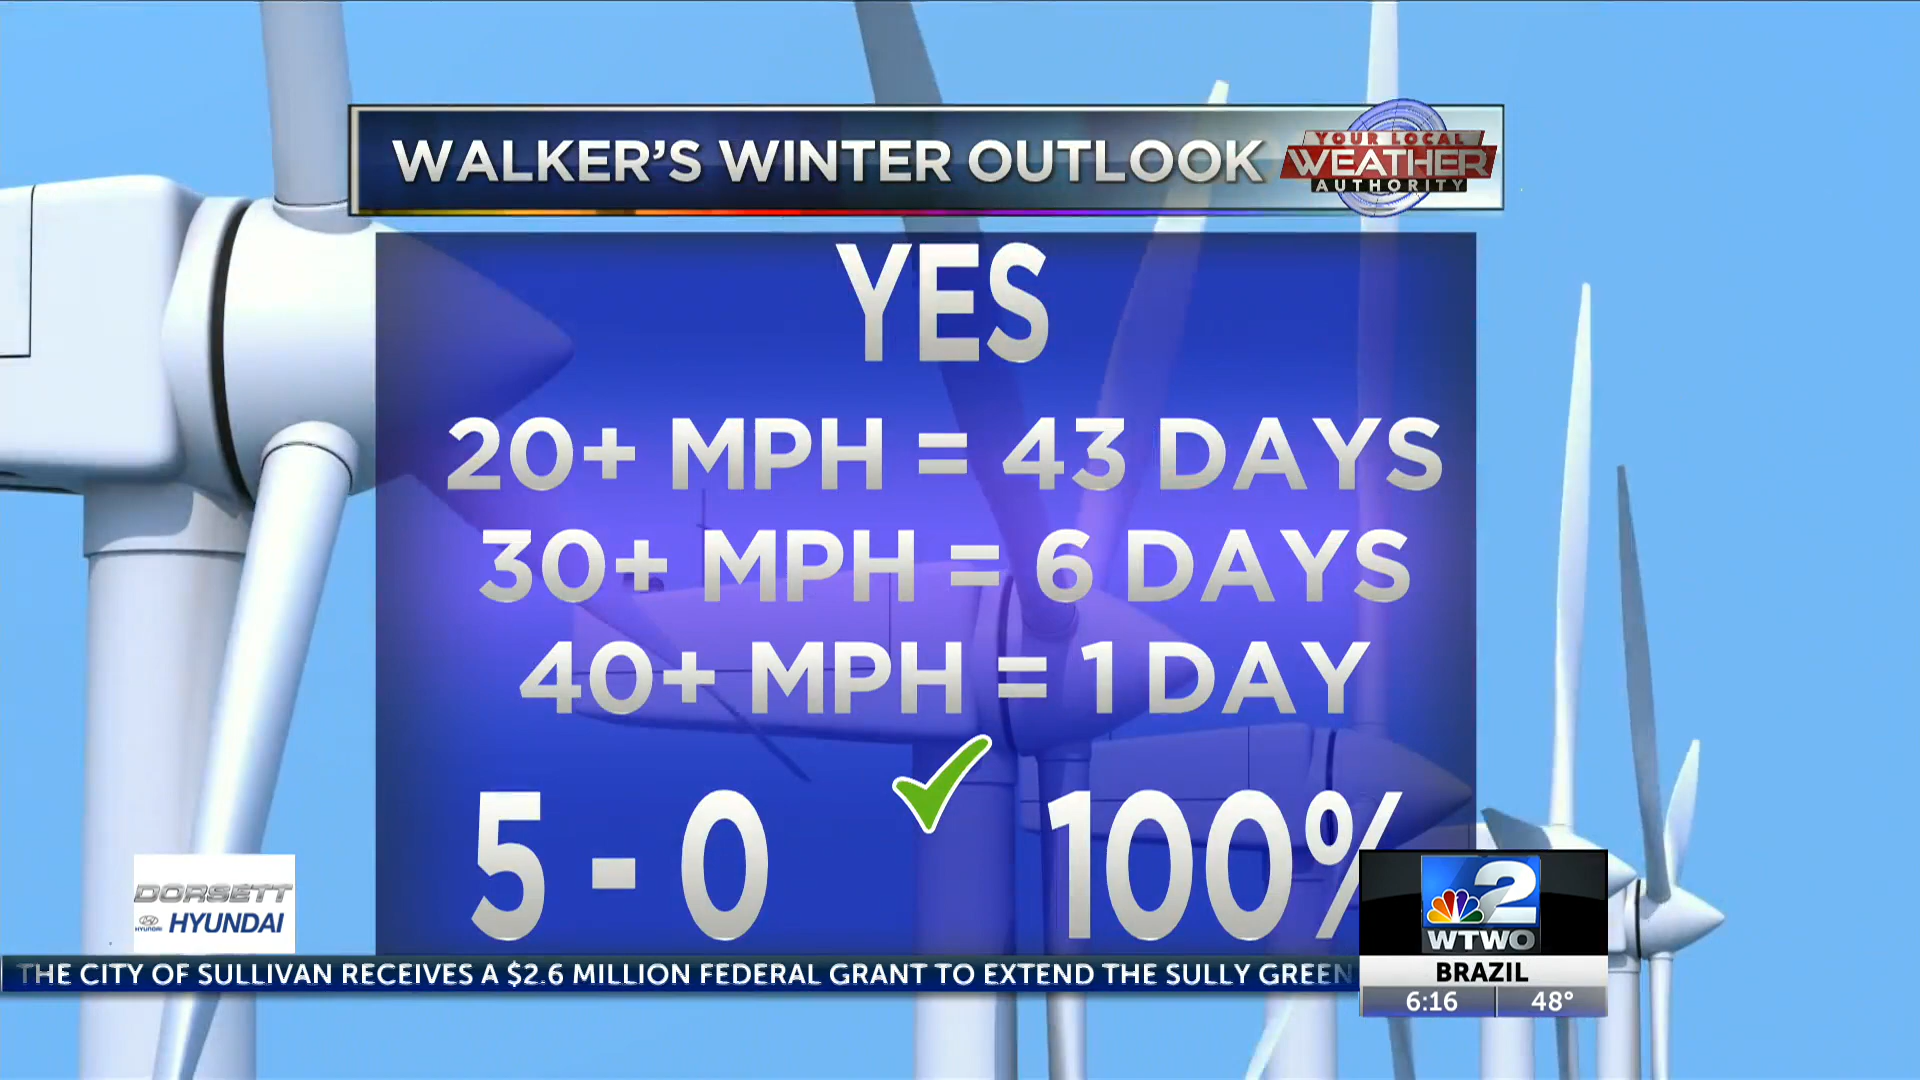 WALKER'S WINTER OUTLOOK
YOUR LOCAL
WEATHER
AUTHORITY
YES
20+ MPH = 43 DAYS
30+ MPH = 6 DAYS
40+ MPH = 1 DAY
5 - 0 100%
DORSETT
HYUNDAI HYUNDAI
2
WTWO
THE CITY OF SULLIVAN RECEIVES A $2.6 MILLION FEDERAL GRANT TO EXTEND THE SULLY GREEN
BRAZIL
6:16 48°